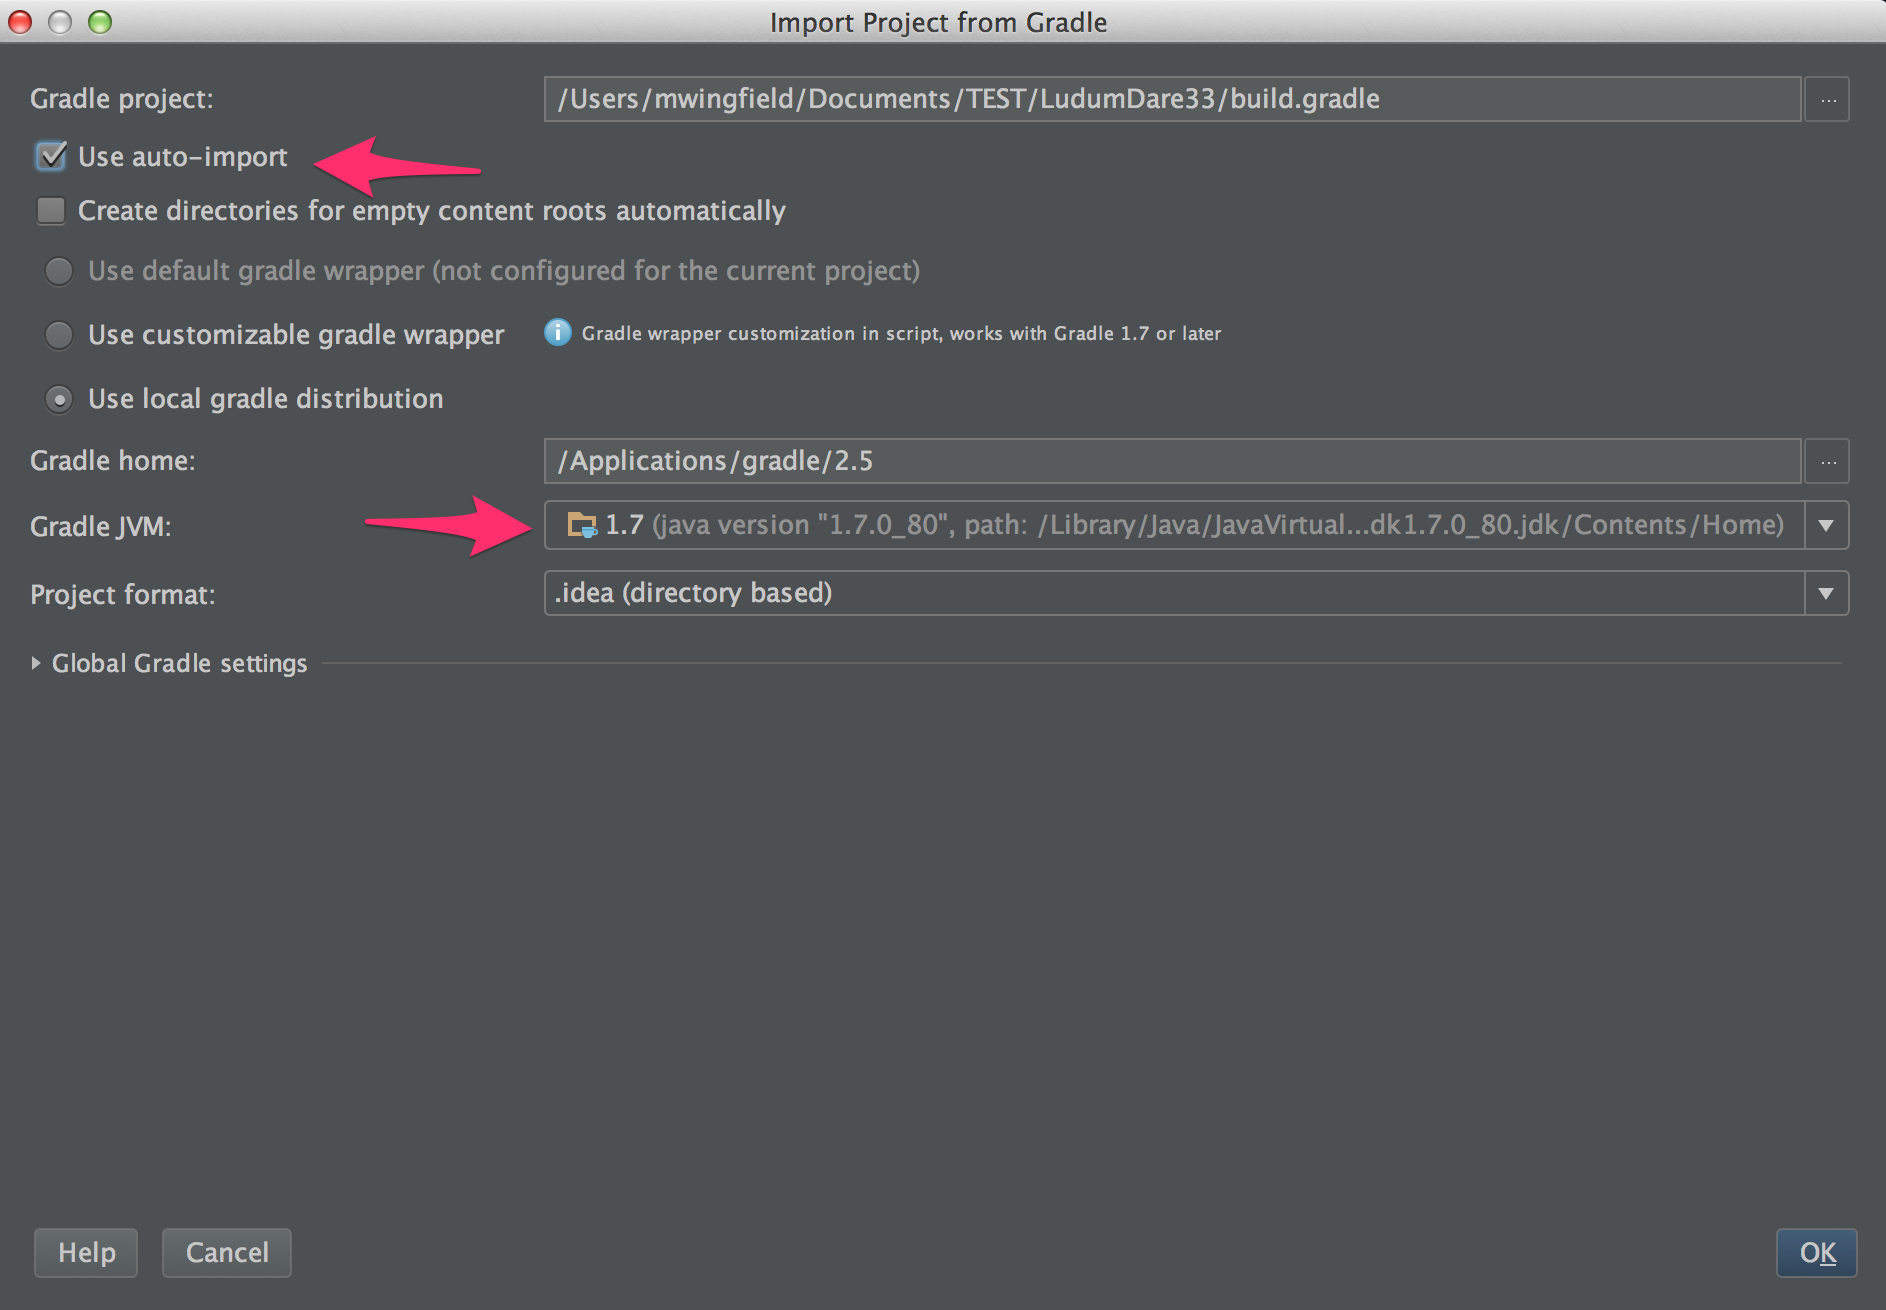 Import Project from Gradle
Gradle project: /Users/mwingfield/Documents/TEST/LudumDare33/build.gradle ...
Use auto-import
Create directories for empty content roots automatically
Use default gradle wrapper (not configured for the current project)
Use customizable gradle wrapper Gradle wrapper customization in script, works with Gradle 1.7 or later
Use local gradle distribution
Gradle home: /Applications/gradle/2.5 ...
Gradle JVM: 1.7 (java version "1.7.0_80", path: /Library/Java/JavaVirtual...dk1.7.0_80.jdk/Contents/Home)
Project format: .idea (directory based)
Global Gradle settings
Help Cancel OK